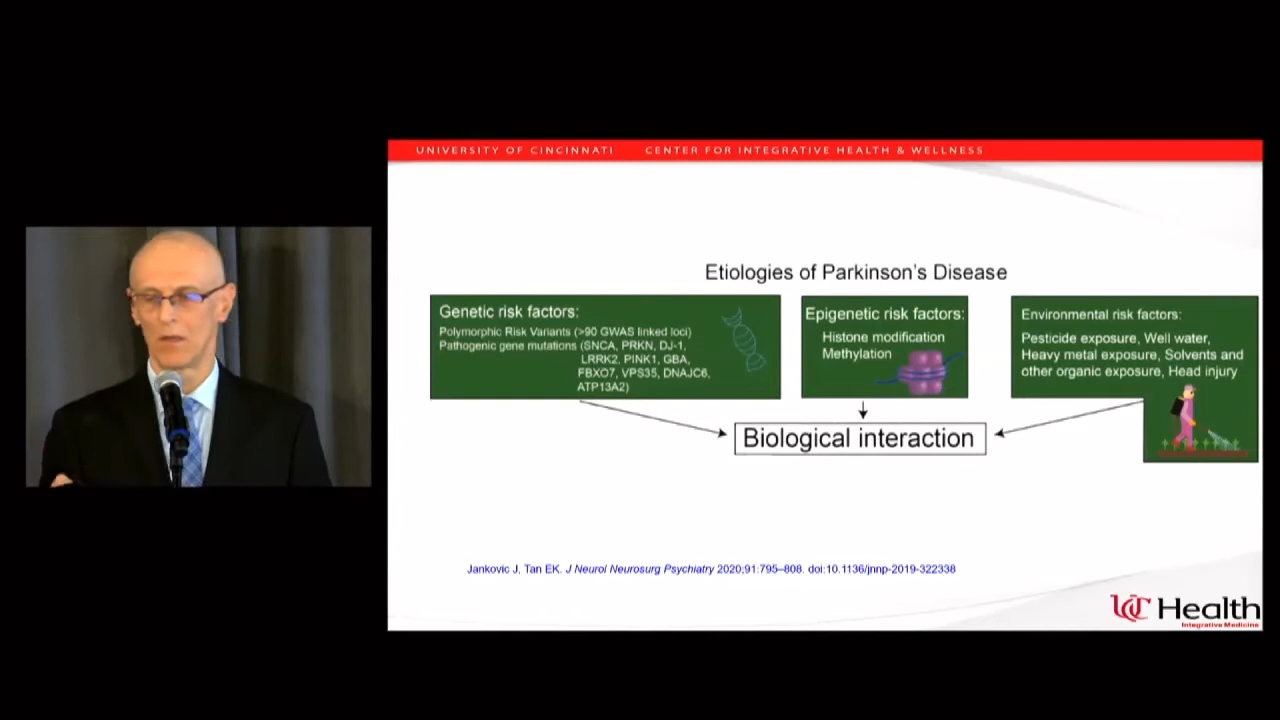 UNIVERSITY OF CINCINNATI CENTER FOR INTEGRATIVE HEALTH & WELLNESS
Etiologies of Parkinson's Disease
Genetic risk factors:
Polymorphic Risk Variants (>90 GWAS linked loci)
Pathogenic gene mutations (SNCA, PRKN, DJ-1,
LRRK2, PINK1, GBA,
FBXO7, VPS35, DNAJC6,
ATP13A2)
Epigenetic risk factors:
Histone modification
Methylation
Environmental risk factors:
Pesticide exposure, Well water,
Heavy metal exposure, Solvents and
other organic exposure, Head injury
Biological interaction
Jankovic J, Tan EK. J Neurol Neurosurg Psychiatry 2020;91:795–808. doi:10.1136/jnnp-2019-322338
UC Health
Integrative Medicine